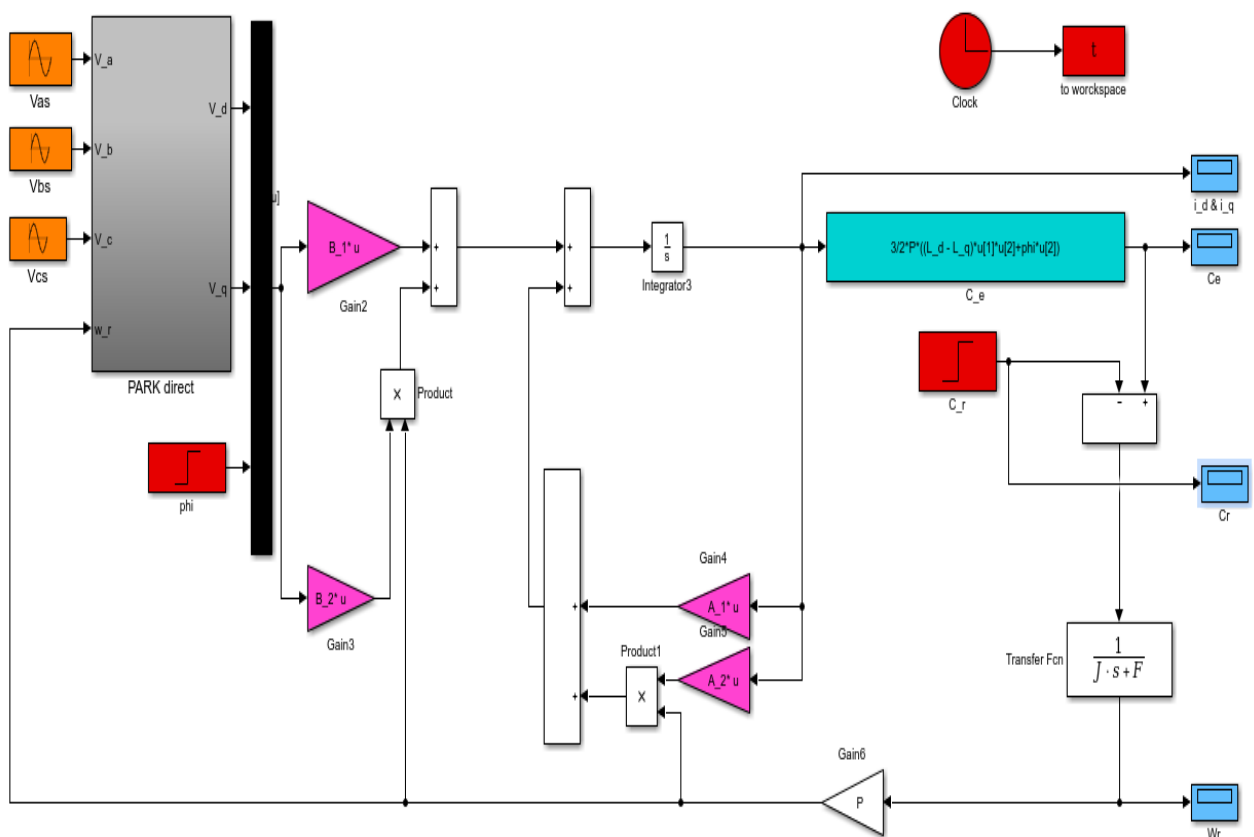 Vas
Vbs
Vcs
V_a
V_b
V_c
w_r
V_d
V_q
PARK direct
phi
u]
B_1* u
Gain2
B_2* u
Gain3
+
+
×
Product
+
+
1
s
Integrator3
Clock
t
to worckspace
i_d & i_q
3/2*P*((L_d - L_q)*u[1]*u[2]+phi*u[2])
C_e
Ce
C_r
− +
Cr
Gain4
A_1* u
Gain5
A_2* u
Product1
×
+
+
Transfer Fcn
1
J · s+F
Gain6
P
Wr